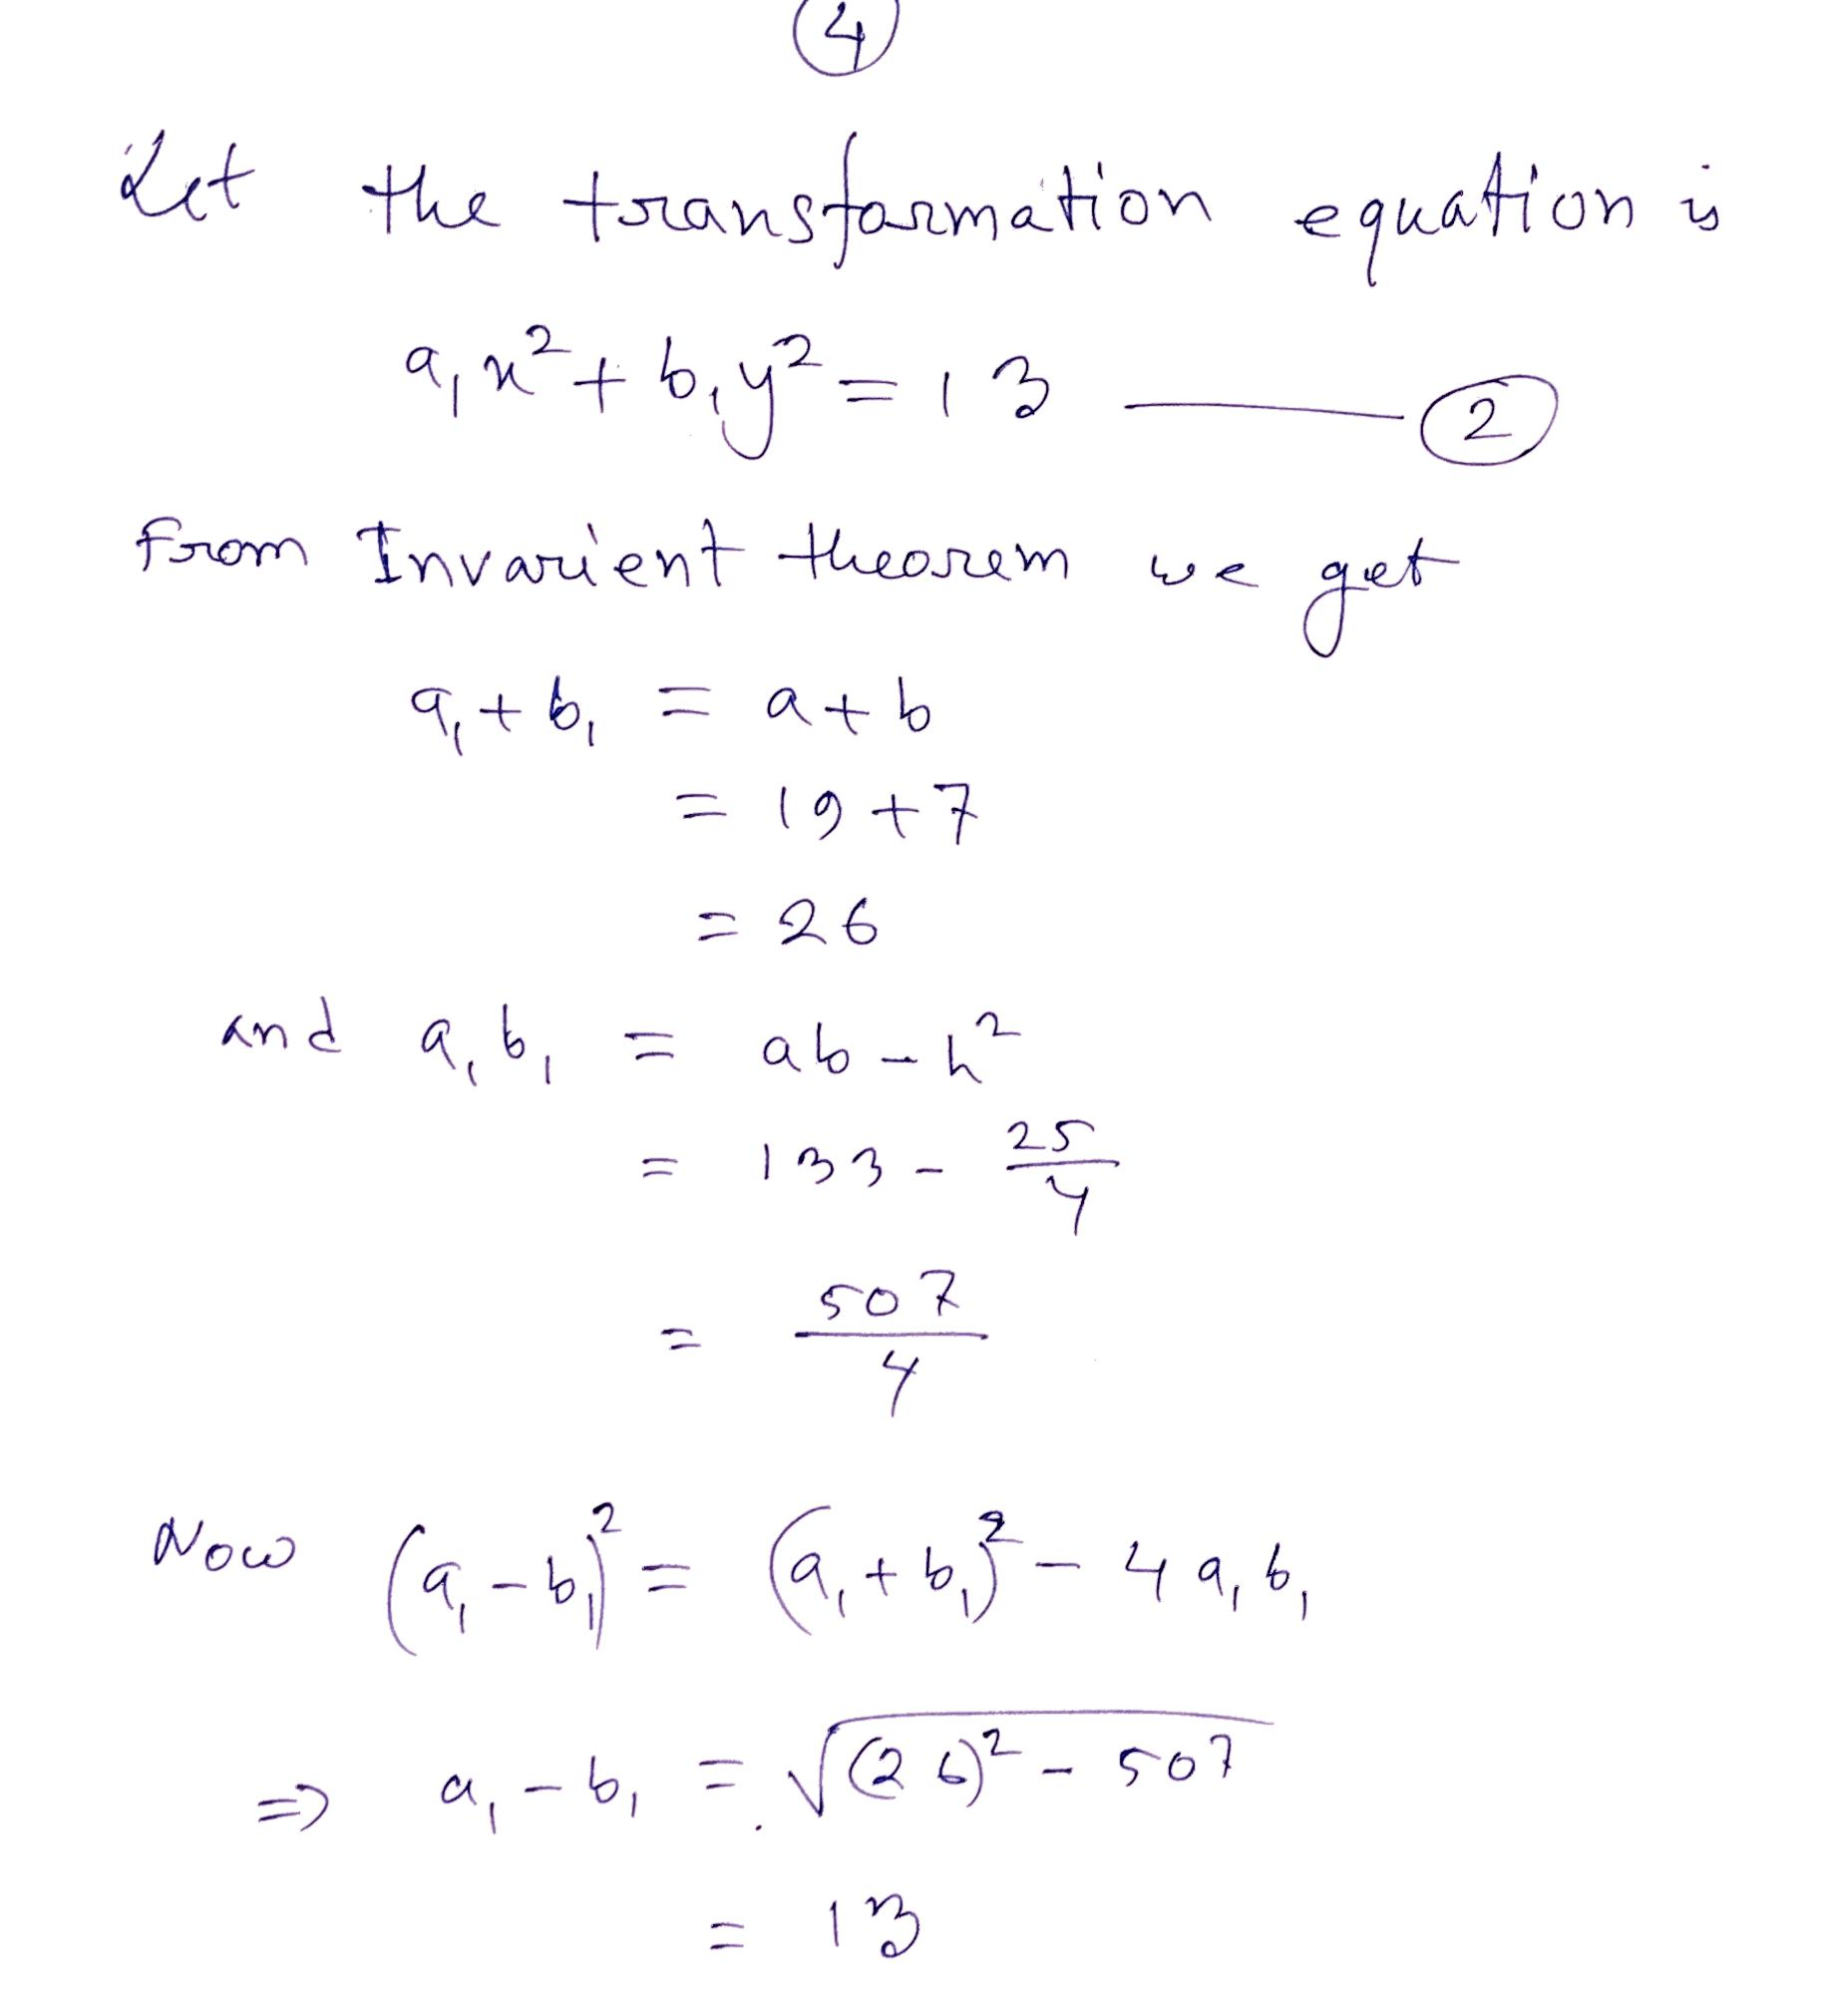 4
Let the transformation equation is
a₁x² + b₁y² = 13 ——— 2
From Invarient theorem we get
a₁ + b₁ = a + b
= 19 + 7
= 26
and a₁b₁ = ab - h²
= 133 - 25/4
= 507/4
Now (a₁ - b₁)² = (a₁ + b₁)² - 4a₁b₁
⇒ a₁ - b₁ = √((26)² - 507)
= 13